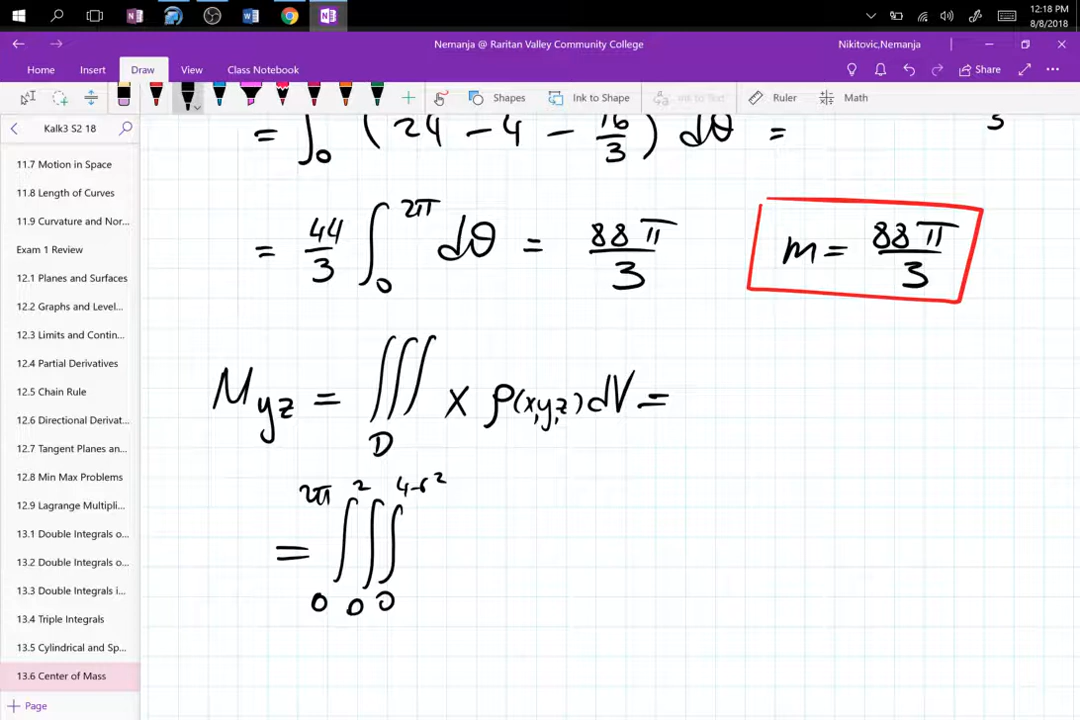 12:18 PM
8/8/2018
Nemanja @ Raritan Valley Community College
Nikitovic,Nemanja
Home Insert Draw View Class Notebook
Share
Shapes Ink to Shape Ink to Text Ruler Math
Kalk3 S2 18
11.7 Motion in Space
11.8 Length of Curves
11.9 Curvature and Nor...
Exam 1 Review
12.1 Planes and Surfaces
12.2 Graphs and Level...
12.3 Limits and Contin...
12.4 Partial Derivatives
12.5 Chain Rule
12.6 Directional Derivat...
12.7 Tangent Planes an...
12.8 Min Max Problems
12.9 Lagrange Multipli...
13.1 Double Integrals o...
13.2 Double Integrals o...
13.3 Double Integrals i...
13.4 Triple Integrals
13.5 Cylindrical and Sp...
13.6 Center of Mass
Page
= ∫₀ (24 - 4 - 16/3) dθ =
= 44/3 ∫₀^2π dθ = 88π/3
m = 88π/3
Myz = ∭_D x ρ(x,y,z) dV =
= ∫₀^2π ∫₀^2 ∫₀^4-r²